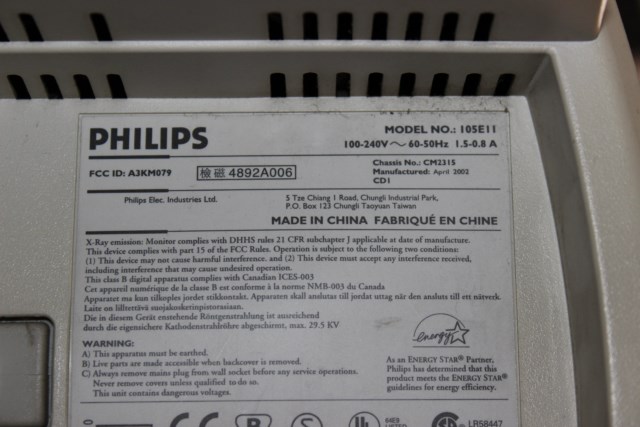 PHILIPS
MODEL NO.: 105E11
100-240V ~ 60-50Hz 1.5-0.8 A
FCC ID: A3KM079
檢磁 4892A006
Chassis No.: CM2315
Manufactured: April 2002
CD1
Philips Elec. Industries Ltd.
5 Tze Chiang 1 Road, Chungli Industrial Park,
P.O. Box 123 Chungli Taoyuan Taiwan
MADE IN CHINA FABRIQUÉ EN CHINE
X-Ray emission: Monitor complies with DHHS rules 21 CFR subchapter J applicable at date of manufacture.
This device complies with part 15 of the FCC Rules. Operation is subject to the following two conditions:
(1) This device may not cause harmful interference. and (2) This device must accept any interference received,
including interference that may cause undesired operation.
This class B digital apparatus complies with Canadian ICES-003
Cet appareil numérique de la classe B est conforme à la norme NMB-003 du Canada
Apparatet må kun tilkoples jordet stikkontakt. Apparaten skall anslutas till jordat uttag när den ansluts till ett nätverk.
Laite on liitettävä suojakosketinpistorasiaan.
Die in diesem Gerät enstehende Röntgenstrahlung ist ausreichend
durch die eigensichere Kathodenstrahlröhre abgeschirmt, max. 29.5 KV
WARNING:
A) This apparatus must be earthed.
B) Live parts are made accessible when backcover is removed.
C) Always remove mains plug from wall socket before any service operations.
Never remove covers unless qualified to do so.
This unit contains dangerous voltages.
energy
As an ENERGY STAR® Partner,
Philips has determined that this
product meets the ENERGY STAR®
guidelines for energy efficiency.
LR58447